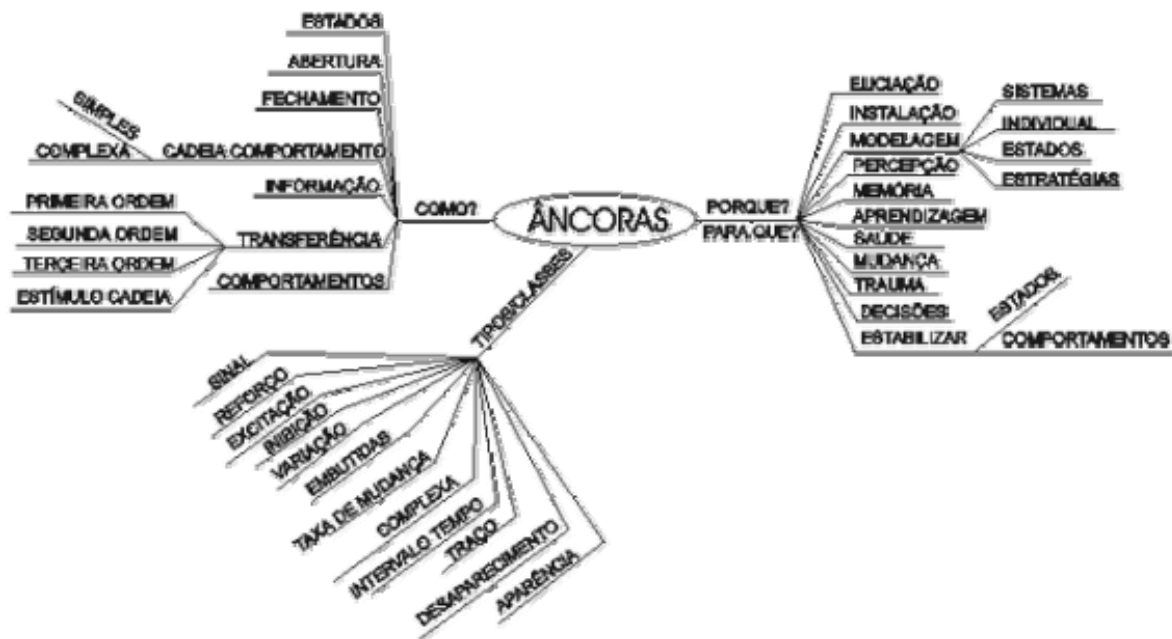 ÂNCORAS
COMO?
ESTADOS
ABERTURA
FECHAMENTO
CADEIA COMPORTAMENTO
SIMPLES
COMPLEXA
INFORMAÇÃO
TRANSFERÊNCIA
PRIMEIRA ORDEM
SEGUNDA ORDEM
TERCEIRA ORDEM
ESTÍMULO CADEIA
COMPORTAMENTOS
PORQUE?
PARA QUE?
ELICIAÇÃO
INSTALAÇÃO
MODELAGEM
SISTEMAS
INDIVIDUAL
ESTADOS
ESTRATÉGIAS
PERCEPÇÃO
MEMÓRIA
APRENDIZAGEM
SAÚDE
MUDANÇA
TRAUMA
DECISÕES
ESTABILIZAR
ESTADOS
COMPORTAMENTOS
TIPOS/CLASSES
SINAL
REFORÇO
EXCITAÇÃO
INIBIÇÃO
VARIAÇÃO
EMBUTIDAS
TAXA DE MUDANÇA
COMPLEXA
INTERVALO TEMPO
TRAÇO
DESAPARECIMENTO
APARÊNCIA